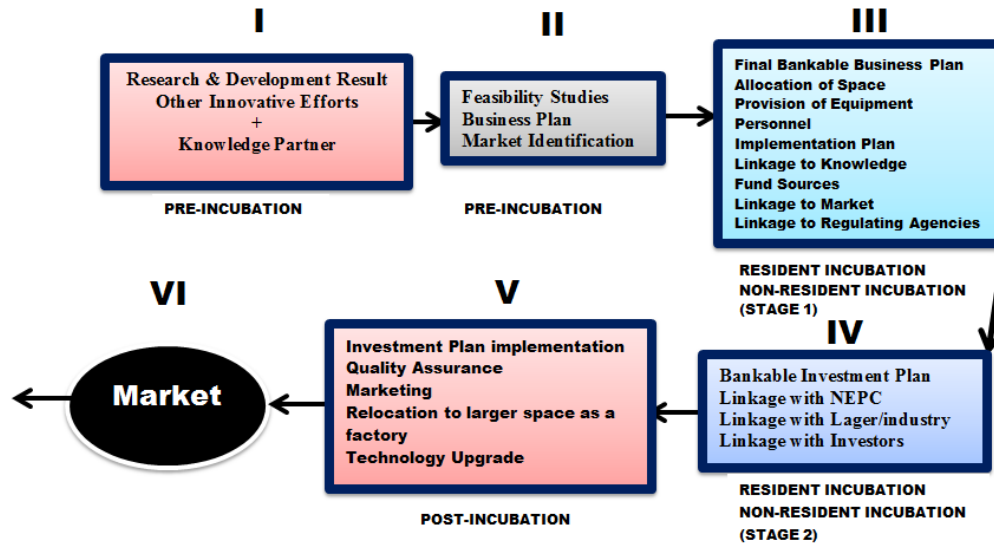 I
Research & Development Result
Other Innovative Efforts
+
Knowledge Partner
PRE-INCUBATION
II
Feasibility Studies
Business Plan
Market Identification
PRE-INCUBATION
III
Final Bankable Business Plan
Allocation of Space
Provision of Equipment
Personnel
Implementation Plan
Linkage to Knowledge
Fund Sources
Linkage to Market
Linkage to Regulating Agencies
RESIDENT INCUBATION
NON-RESIDENT INCUBATION
(STAGE 1)
IV
Bankable Investment Plan
Linkage with NEPC
Linkage with Lager/industry
Linkage with Investors
RESIDENT INCUBATION
NON-RESIDENT INCUBATION
(STAGE 2)
V
Investment Plan implementation
Quality Assurance
Marketing
Relocation to larger space as a
factory
Technology Upgrade
POST-INCUBATION
VI
Market